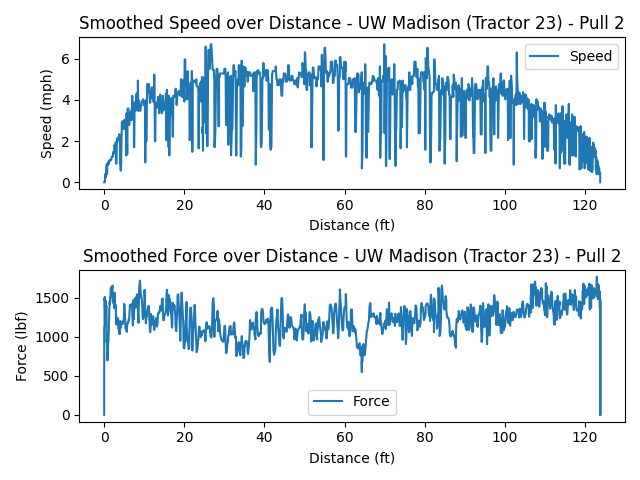 Smoothed Speed over Distance - UW Madison (Tractor 23) - Pull 2
Speed (mph)
6
4
2
0
Speed
0 20 40 60 80 100 120
Distance (ft)
Smoothed Force over Distance - UW Madison (Tractor 23) - Pull 2
Force (lbf)
1500
1000
500
0
Force
0 20 40 60 80 100 120
Distance (ft)